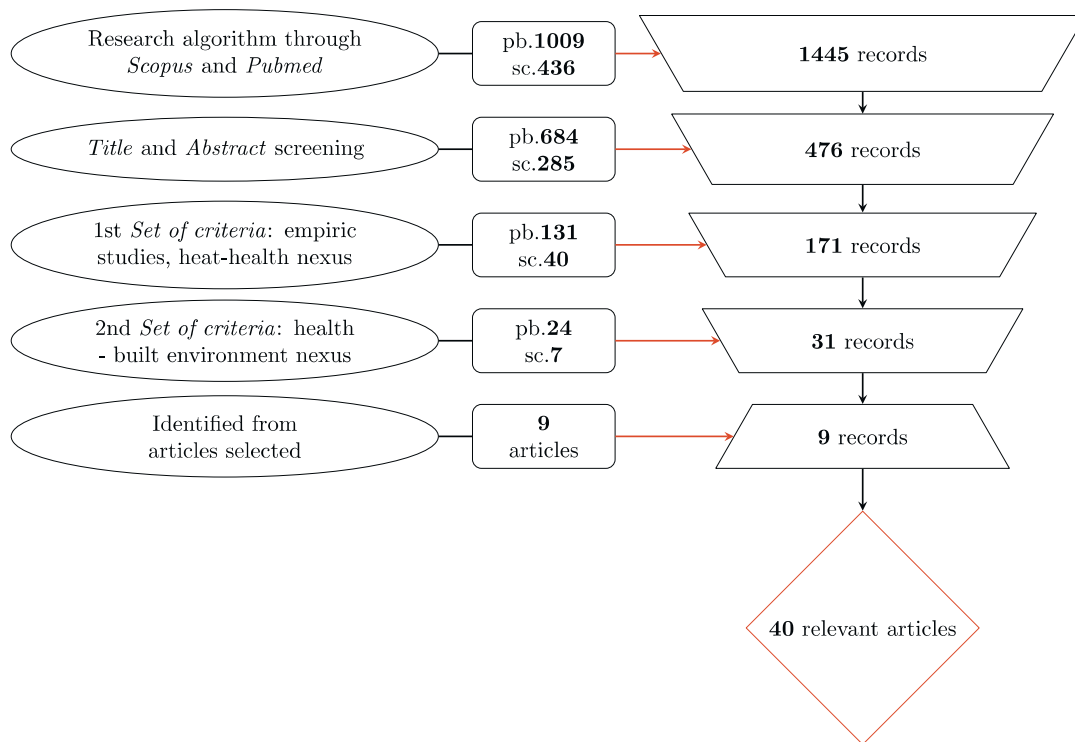 Research algorithm through
Scopus and Pubmed
pb.1009
sc.436
1445 records
Title and Abstract screening
pb.684
sc.285
476 records
1st Set of criteria: empiric
studies, heat-health nexus
pb.131
sc.40
171 records
2nd Set of criteria: health
- built environment nexus
pb.24
sc.7
31 records
Identified from
articles selected
9
articles
9 records
40 relevant articles